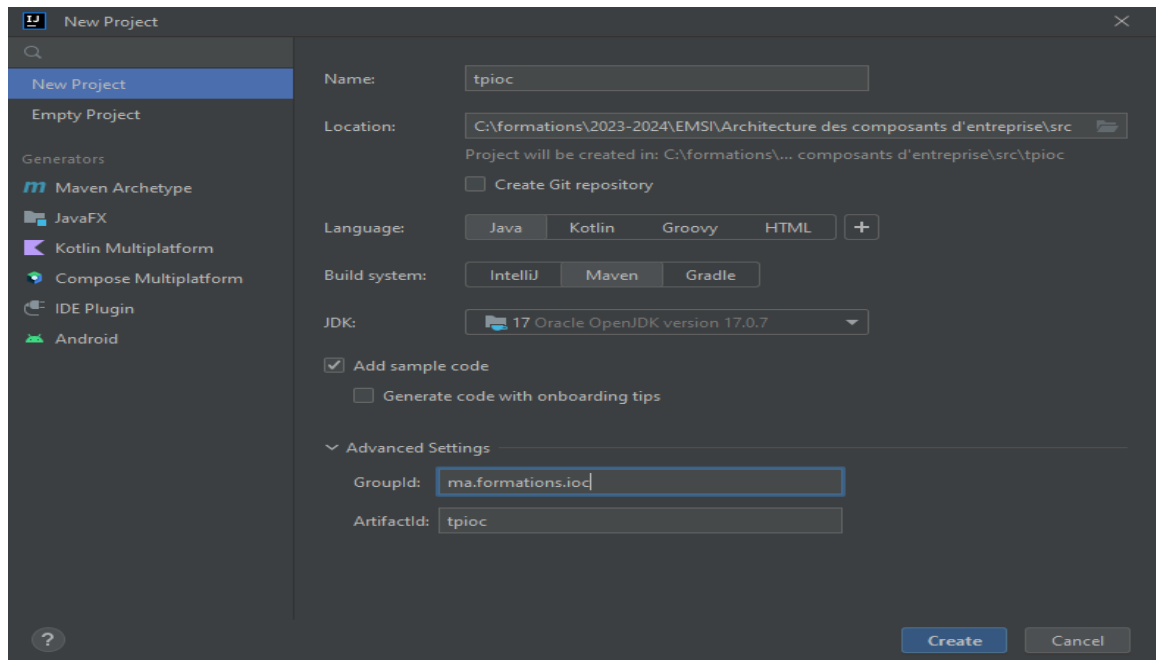 New Project
New Project
Empty Project
Generators
Maven Archetype
JavaFX
Kotlin Multiplatform
Compose Multiplatform
IDE Plugin
Android
Name: tpioc
Location: C:\formations\2023-2024\EMSI\Architecture des composants d'entreprise\src
Project will be created in: C:\formations\... composants d'entreprise\src\tpioc
Create Git repository
Language: Java Kotlin Groovy HTML +
Build system: IntelliJ Maven Gradle
JDK: 17 Oracle OpenJDK version 17.0.7
Add sample code
Generate code with onboarding tips
Advanced Settings
GroupId: ma.formations.ioc
ArtifactId: tpioc
? Create Cancel